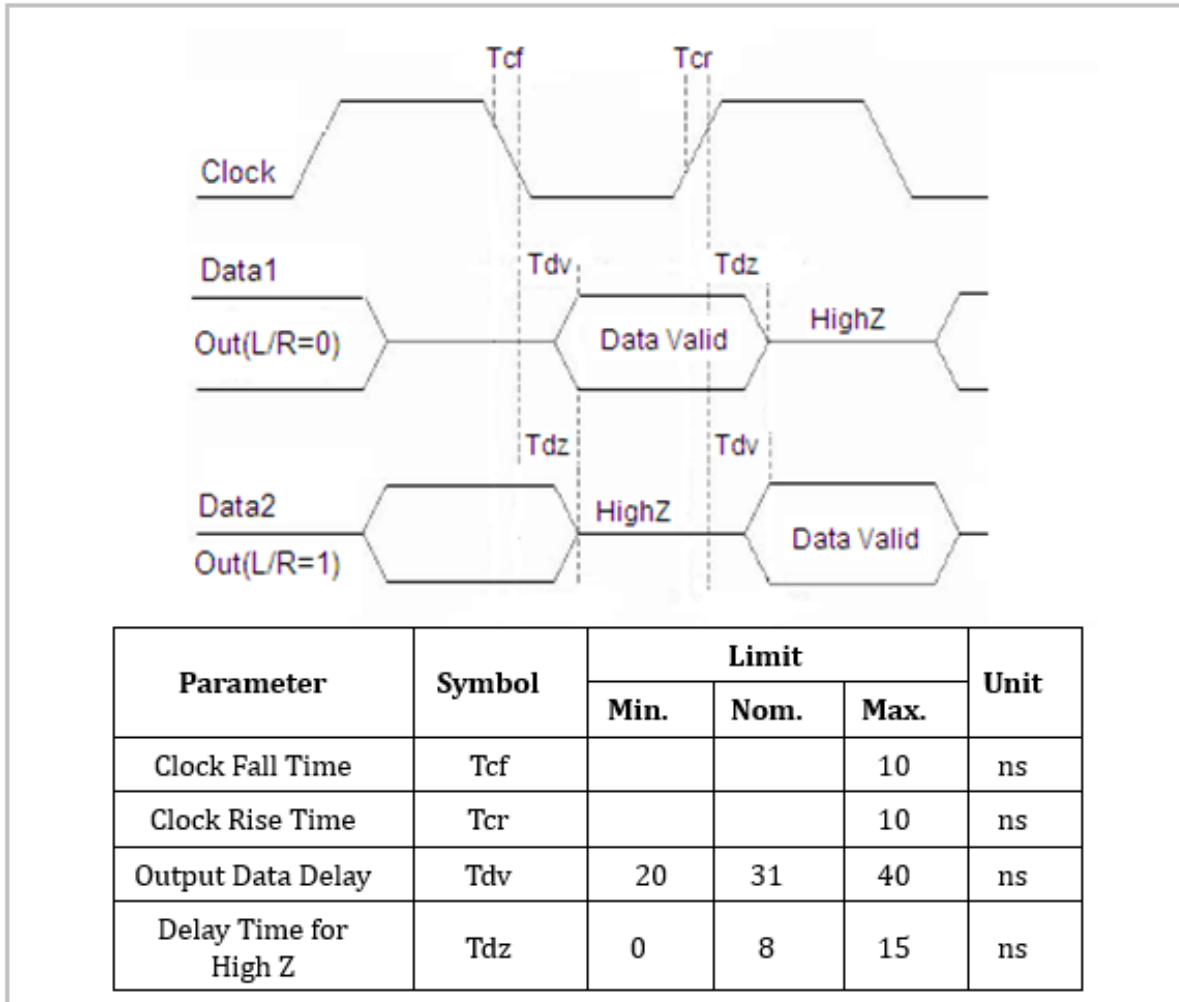 Tcf Tcr
Clock
Data1 Tdv Tdz
Out(L/R=0) Data Valid HighZ
Tdz Tdv
Data2 HighZ
Out(L/R=1) Data Valid
Parameter Symbol Limit Unit
Min. Nom. Max.
Clock Fall Time Tcf 10 ns
Clock Rise Time Tcr 10 ns
Output Data Delay Tdv 20 31 40 ns
Delay Time for
High Z Tdz 0 8 15 ns